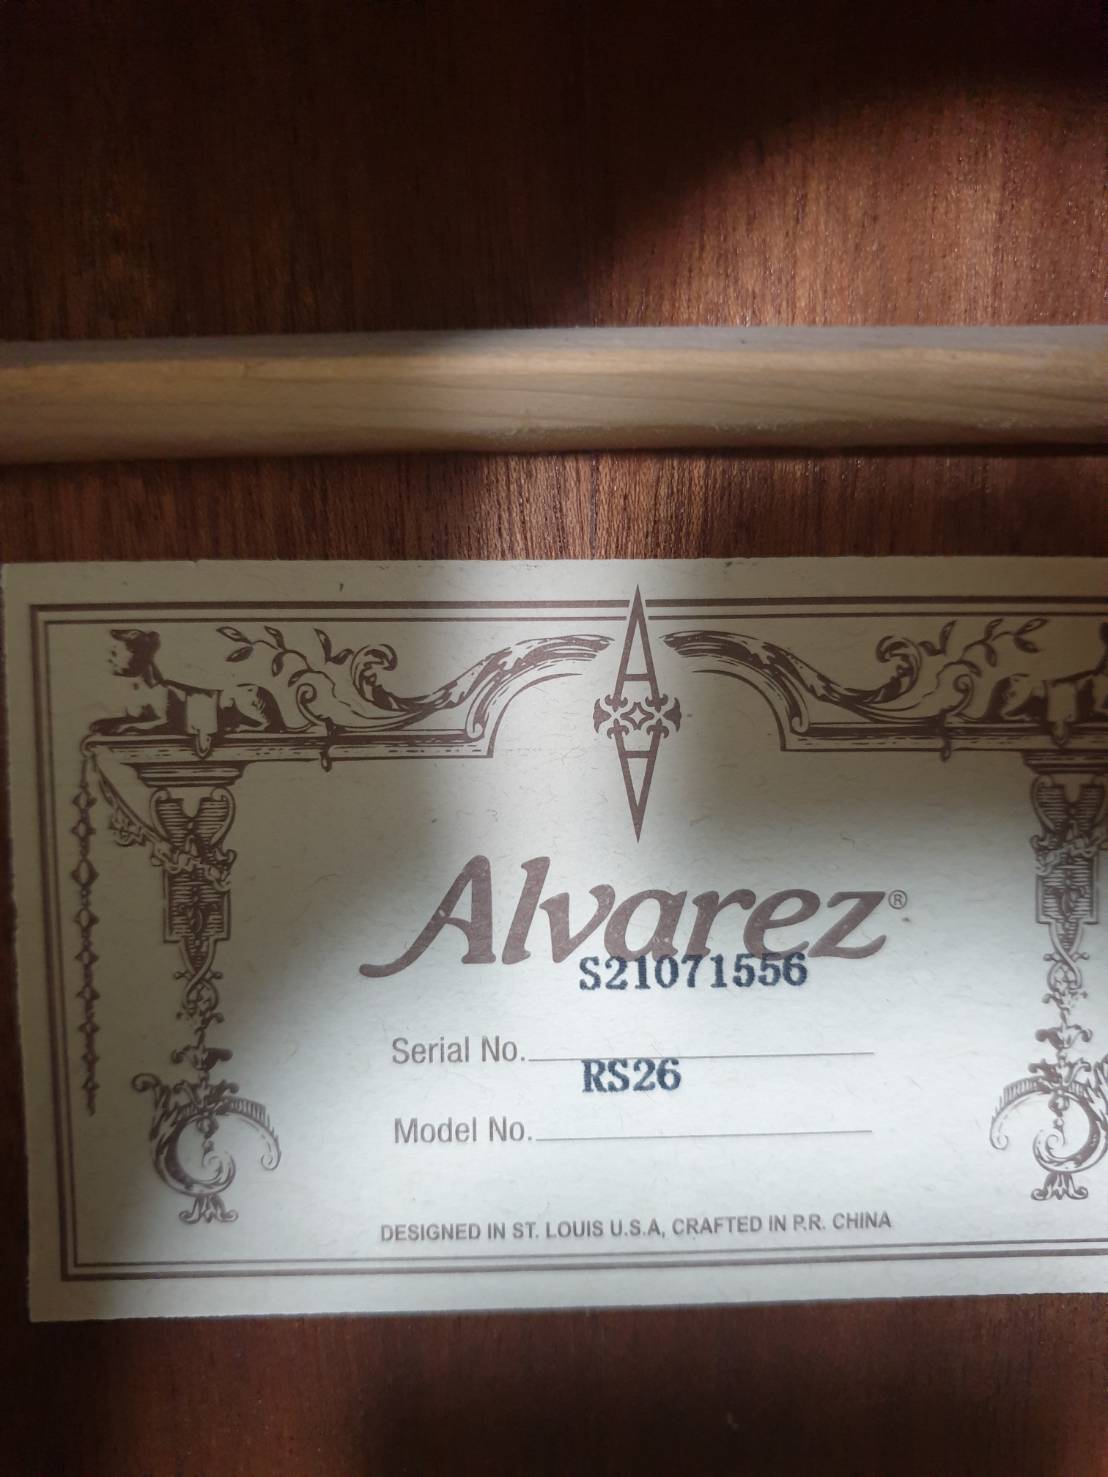 Alvarez®
S21071556
Serial No.
RS26
Model No.
DESIGNED IN ST. LOUIS U.S.A, CRAFTED IN P.R. CHINA